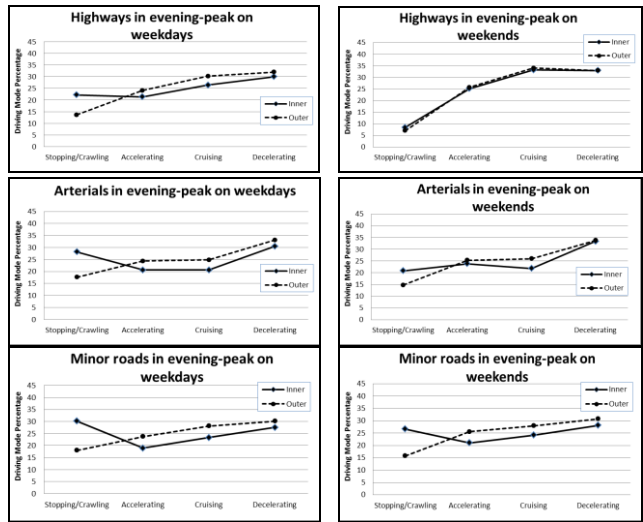 Highways in evening-peak on
weekdays
Driving Mode Percentage
45
40
35
30
25
20
15
10
5
0
Inner
Outer
Stopping/Crawling Accelerating Cruising Decelerating
Highways in evening-peak on
weekends
Driving Mode Percentage
45
40
35
30
25
20
15
10
5
0
Inner
Outer
Stopping/Crawling Accelerating Cruising Decelerating
Arterials in evening-peak on weekdays
Driving Mode Percentage
45
40
35
30
25
20
15
10
5
0
Inner
Outer
Stopping/Crawling Accelerating Cruising Decelerating
Arterials in evening-peak on
weekends
Driving Mode Percentage
45
40
35
30
25
20
15
10
5
0
Inner
Outer
Stopping/Crawling Accelerating Cruising Decelerating
Minor roads in evening-peak on
weekdays
Driving Mode Percentage
45
40
35
30
25
20
15
10
5
0
Inner
Outer
Stopping/Crawling Accelerating Cruising Decelerating
Minor roads in evening-peak on
weekends
Driving Mode Percentage
45
40
35
30
25
20
15
10
5
0
Inner
Outer
Stopping/Crawling Accelerating Cruising Decelerating